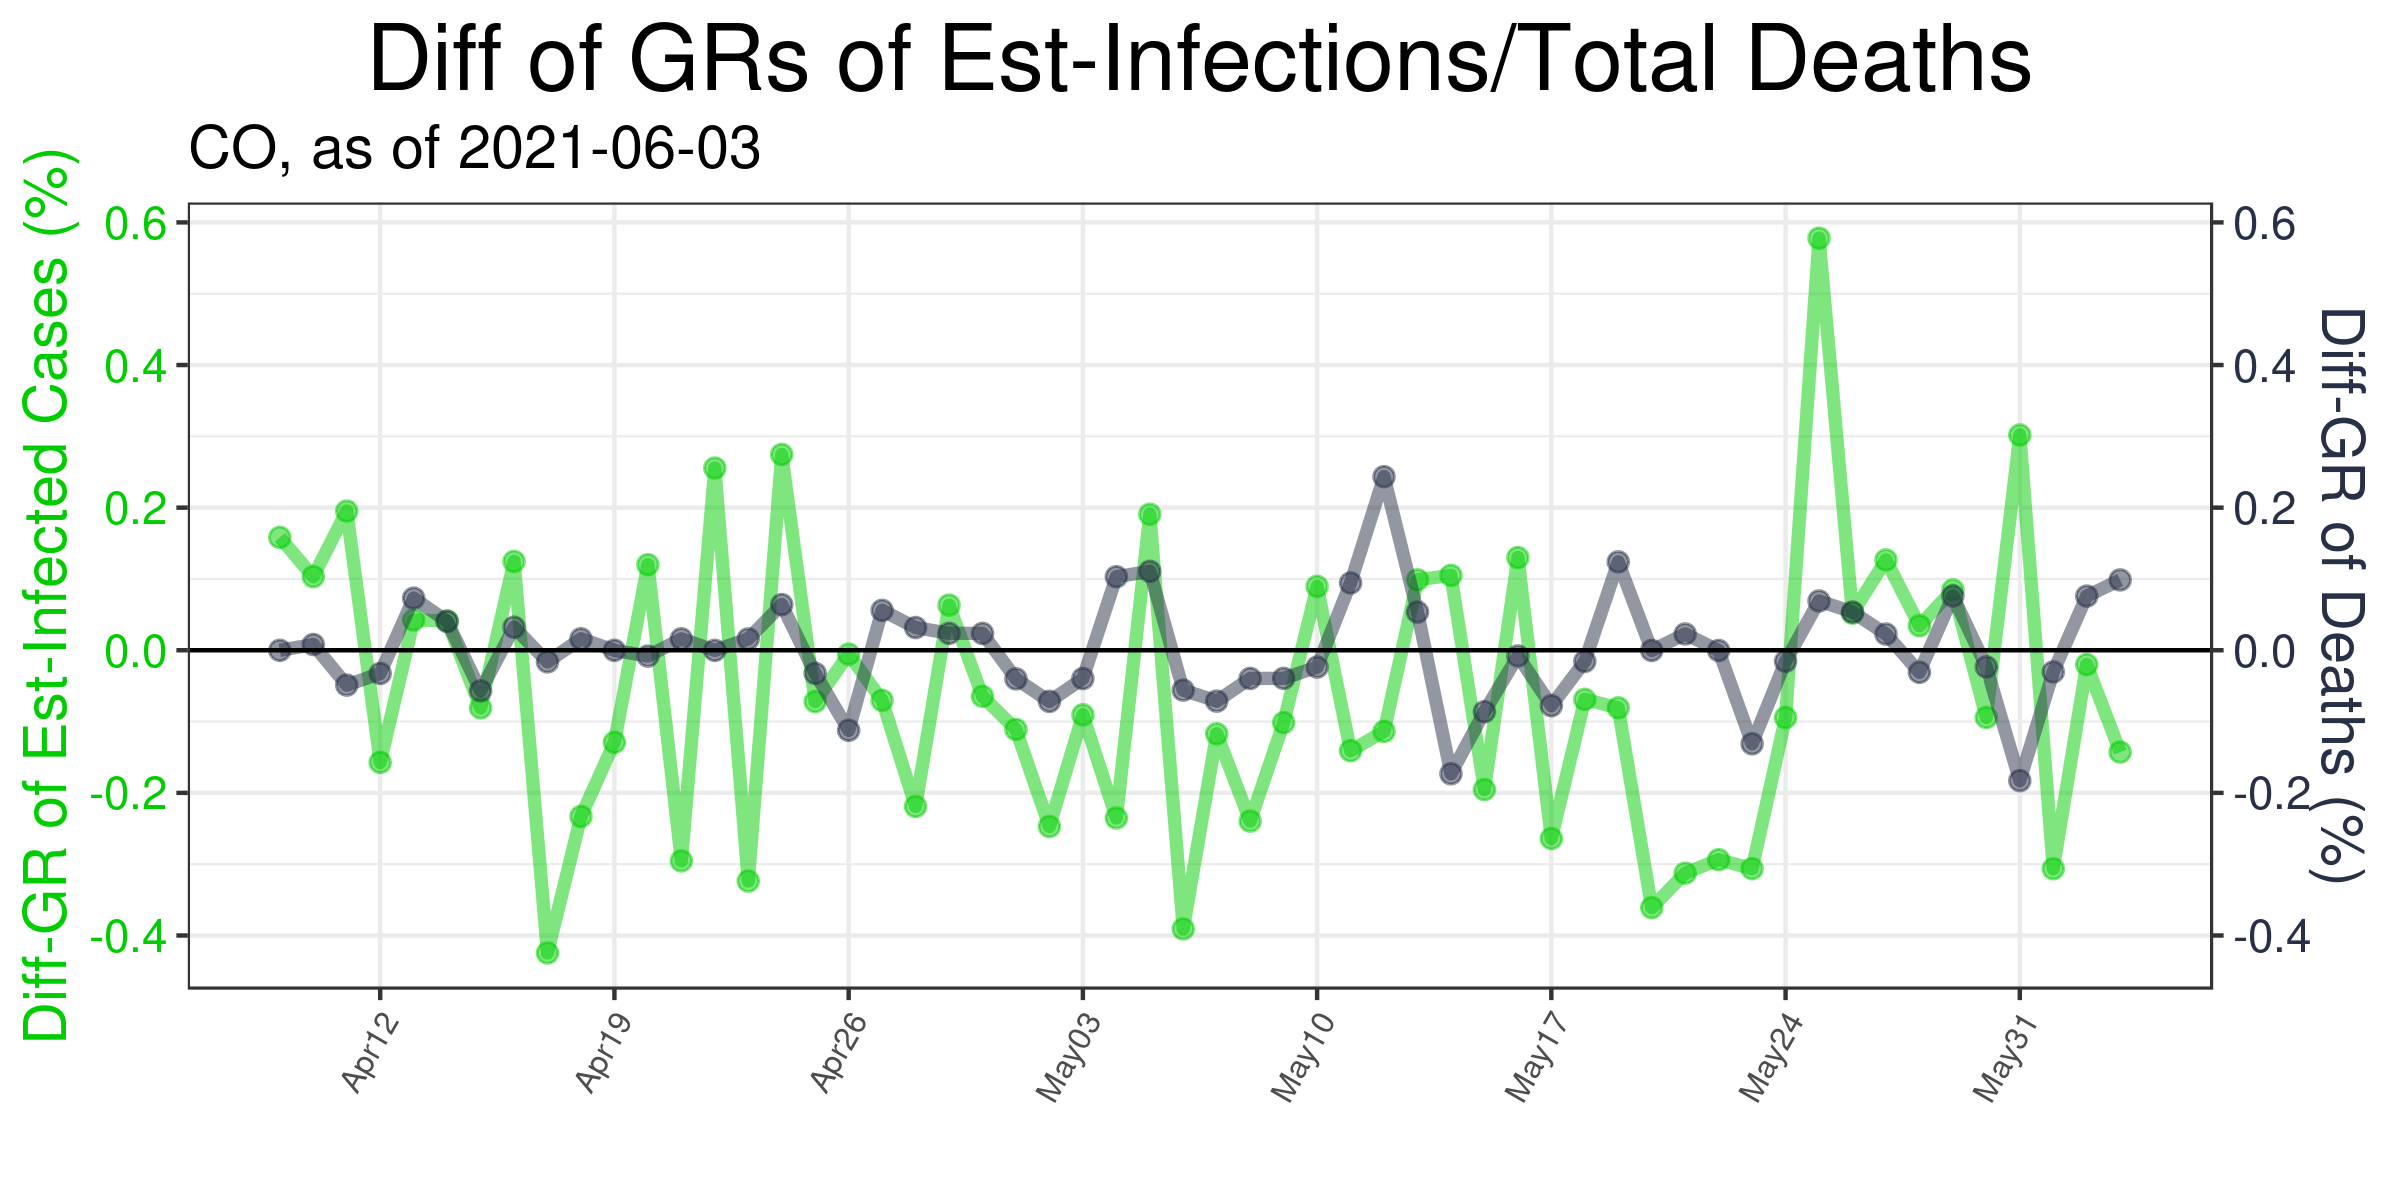 Diff of GRs of Est-Infections/Total Deaths
CO, as of 2021-06-03
Diff-GR of Est-Infected Cases (%)
0.6
0.4
0.2
0.0
-0.2
-0.4
0.6
0.4
0.2
0.0
-0.2
-0.4
Diff-GR of Deaths (%)
Apr12
Apr19
Apr26
May03
May10
May17
May24
May31